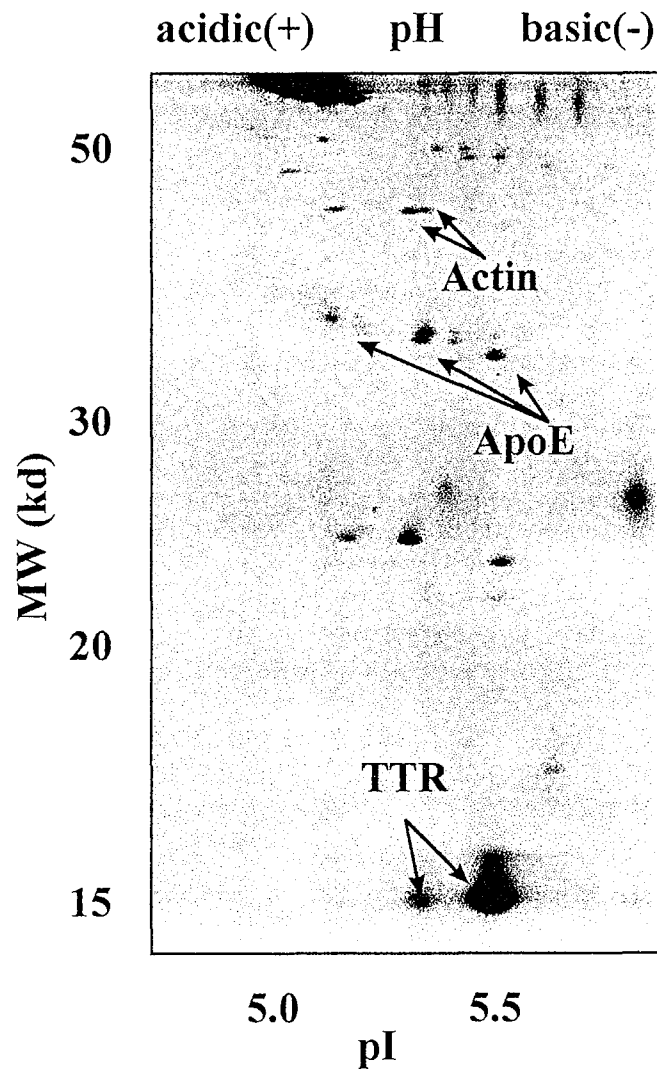 acidic(+) pH basic(-)
50
Actin
30
ApoE
MW (kd)
20
TTR
15
5.0 5.5
pI